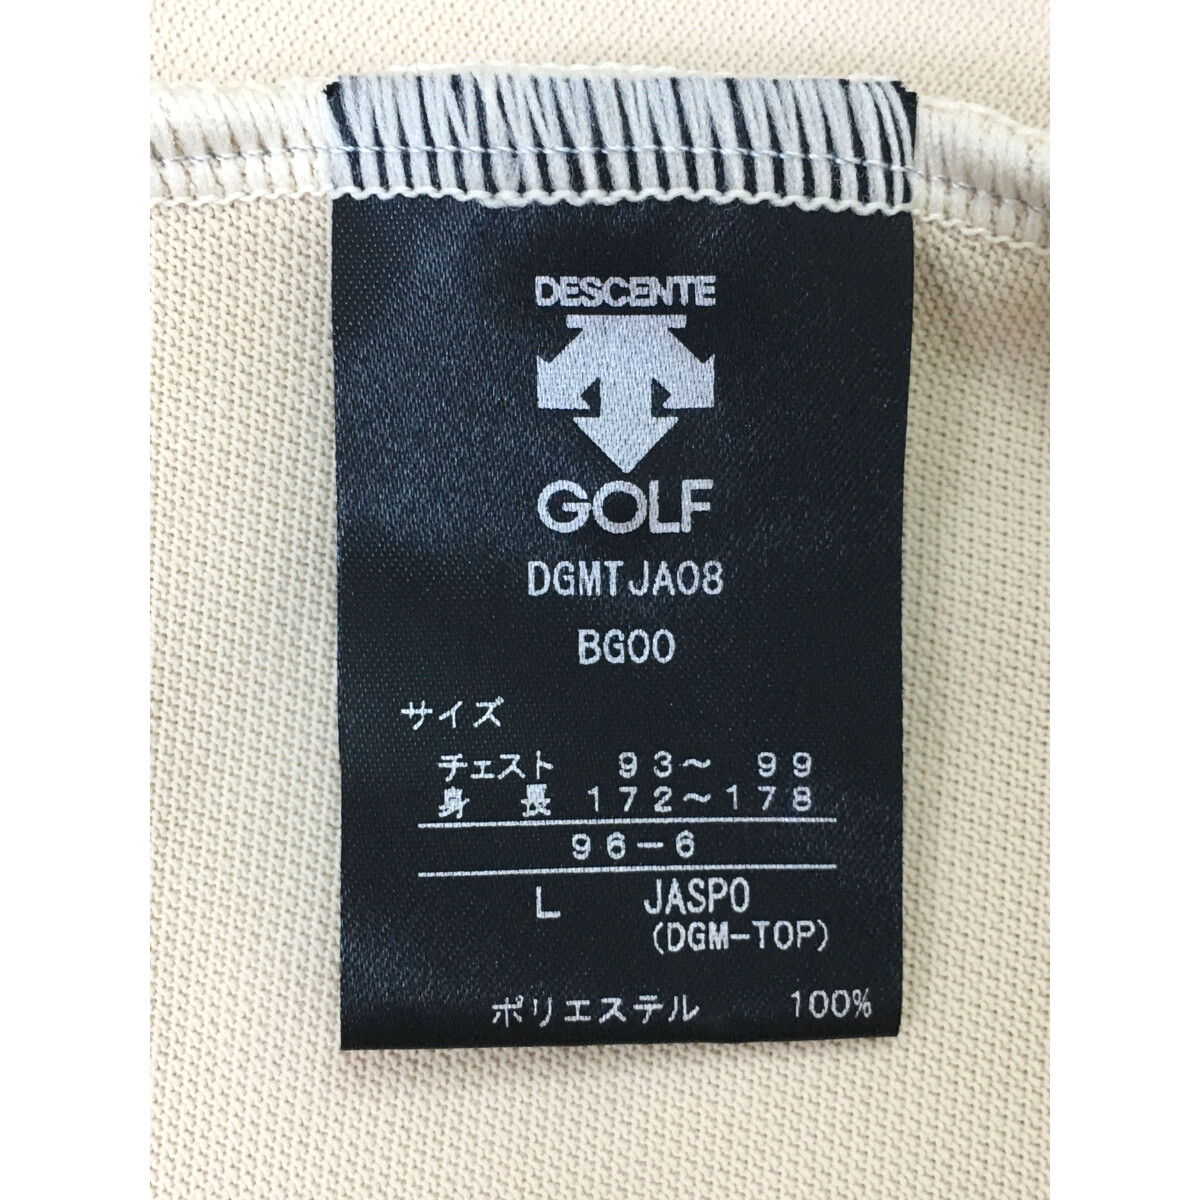 DESCENTE
GOLF
DGMTJA08
BG00
サイズ
チェスト 93〜 99
身 長 172〜178
96-6
L JASPO
(DGM-TOP)
ポリエステル 100%